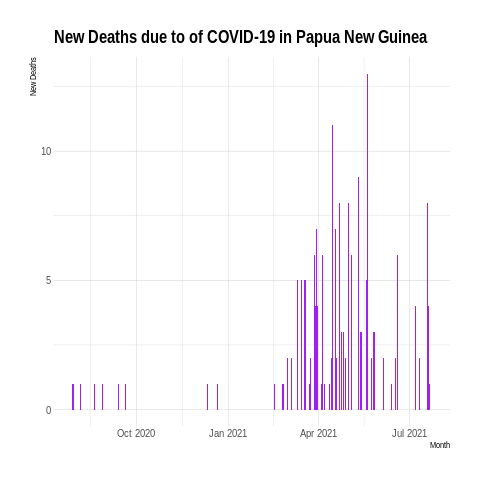 New Deaths due to of COVID-19 in Papua New Guinea
New Deaths
10
5
0
Oct 2020 Jan 2021 Apr 2021 Jul 2021
Month